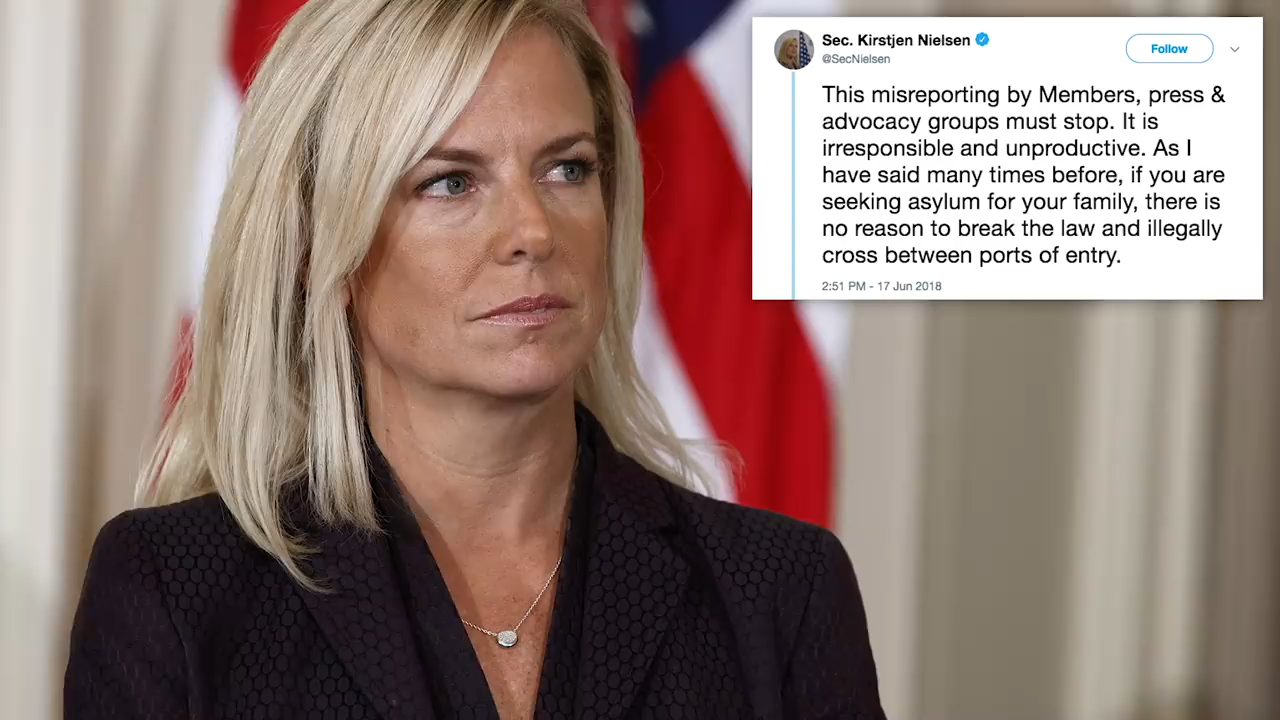 Sec. Kirstjen Nielsen
@SecNielsen
Follow
This misreporting by Members, press &
advocacy groups must stop. It is
irresponsible and unproductive. As I
have said many times before, if you are
seeking asylum for your family, there is
no reason to break the law and illegally
cross between ports of entry.
2:51 PM - 17 Jun 2018